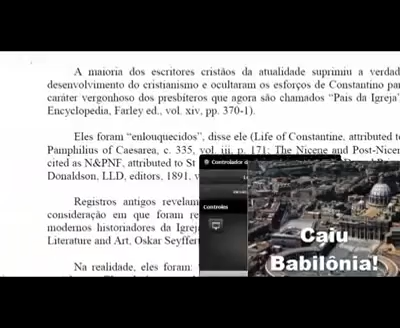 A maioria dos escritores cristãos da atualidade suprimiu a verdad
desenvolvimento do cristianismo e ocultaram os esforços de Constantino par
caráter vergonhoso dos presbíteros que agora são chamados “Pais da Igreja”
Encyclopedia, Farley ed., vol. xiv, pp. 370-1).
Eles foram “enlouquecidos”, disse ele (Life of Constantine, attributed to
Pamphilius of Caesarea, c. 335, vol. iii, p. 171; The Nicene and Post-Nicen
cited as N&PNF, attributed to St
Donaldson, LLD, editors, 1891, v
Controlador d
Registros antigos revelam
Controles
consideração em que foram re
modernos historiadores da Igrej
Literature and Art, Oskar Seyffert
Na realidade, eles foram:
Caiu
Babilônia!